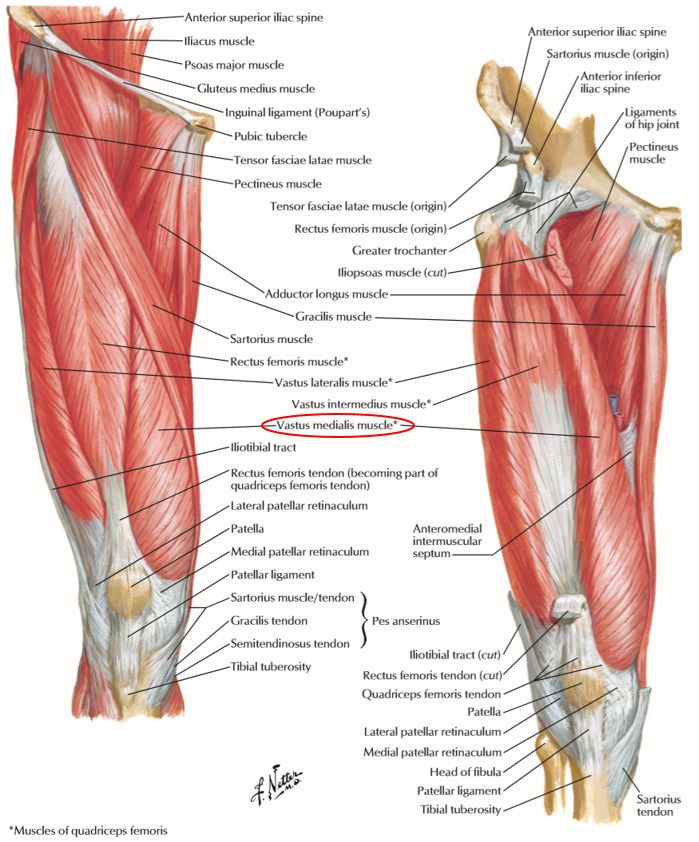 Anterior superior iliac spine
Iliacus muscle
Psoas major muscle
Gluteus medius muscle
Inguinal ligament (Poupart's)
Pubic tubercle
Tensor fasciae latae muscle
Pectineus muscle
Anterior superior iliac spine
Sartorius muscle (origin)
Anterior inferior
iliac spine
Ligaments
of hip joint
Pectineus
muscle
Tensor fasciae latae muscle (origin)
Rectus femoris muscle (origin)
Greater trochanter
Iliopsoas muscle (cut)
Adductor longus muscle
Gracilis muscle
Sartorius muscle
Rectus femoris muscle*
Vastus lateralis muscle*
Vastus intermedius muscle*
Vastus medialis muscle*
Iliotibial tract
Rectus femoris tendon (becoming part of
quadriceps femoris tendon)
Lateral patellar retinaculum
Patella
Medial patellar retinaculum
Patellar ligament
Sartorius muscle/tendon
Gracilis tendon
Semitendinosus tendon
Pes anserinus
Tibial tuberosity
Anteromedial
intermuscular
septum
Iliotibial tract (cut)
Rectus femoris tendon (cut)
Quadriceps femoris tendon
Patella
Lateral patellar retinaculum
Medial patellar retinaculum
Head of fibula
Patellar ligament
Tibial tuberosity
Sartorius
tendon
F. Netter
M.D.
*Muscles of quadriceps femoris